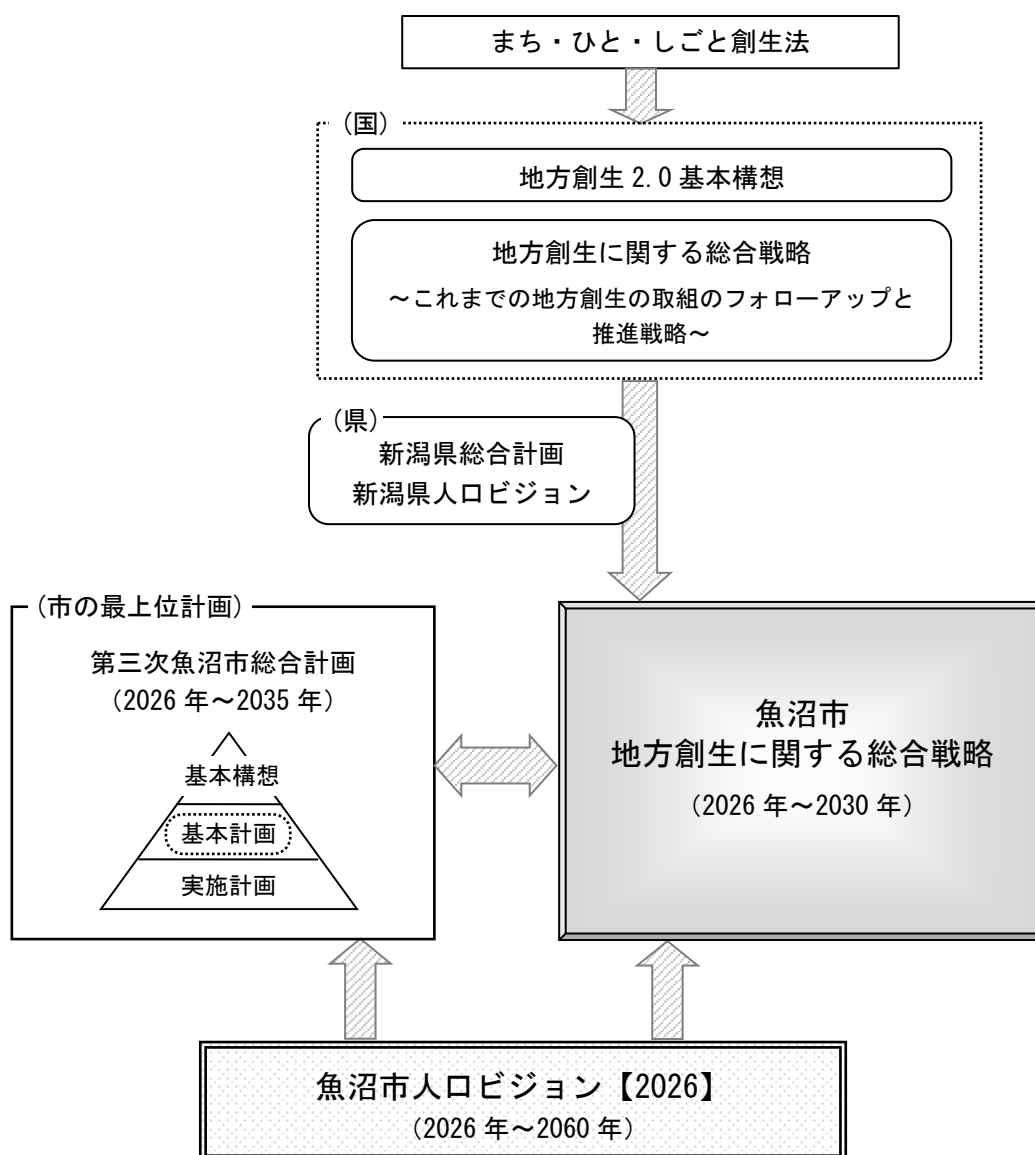 まち・ひと・しごと創生法
(国)
地方創生 2.0 基本構想
地方創生に関する総合戦略
～これまでの地方創生の取組のフォローアップと
推進戦略～
(県)
新潟県総合計画
新潟県人口ビジョン
(市の最上位計画)
第三次魚沼市総合計画
(2026 年～2035 年)
基本構想
基本計画
実施計画
魚沼市
地方創生に関する総合戦略
(2026 年～2030 年)
魚沼市人口ビジョン【2026】
(2026 年～2060 年)